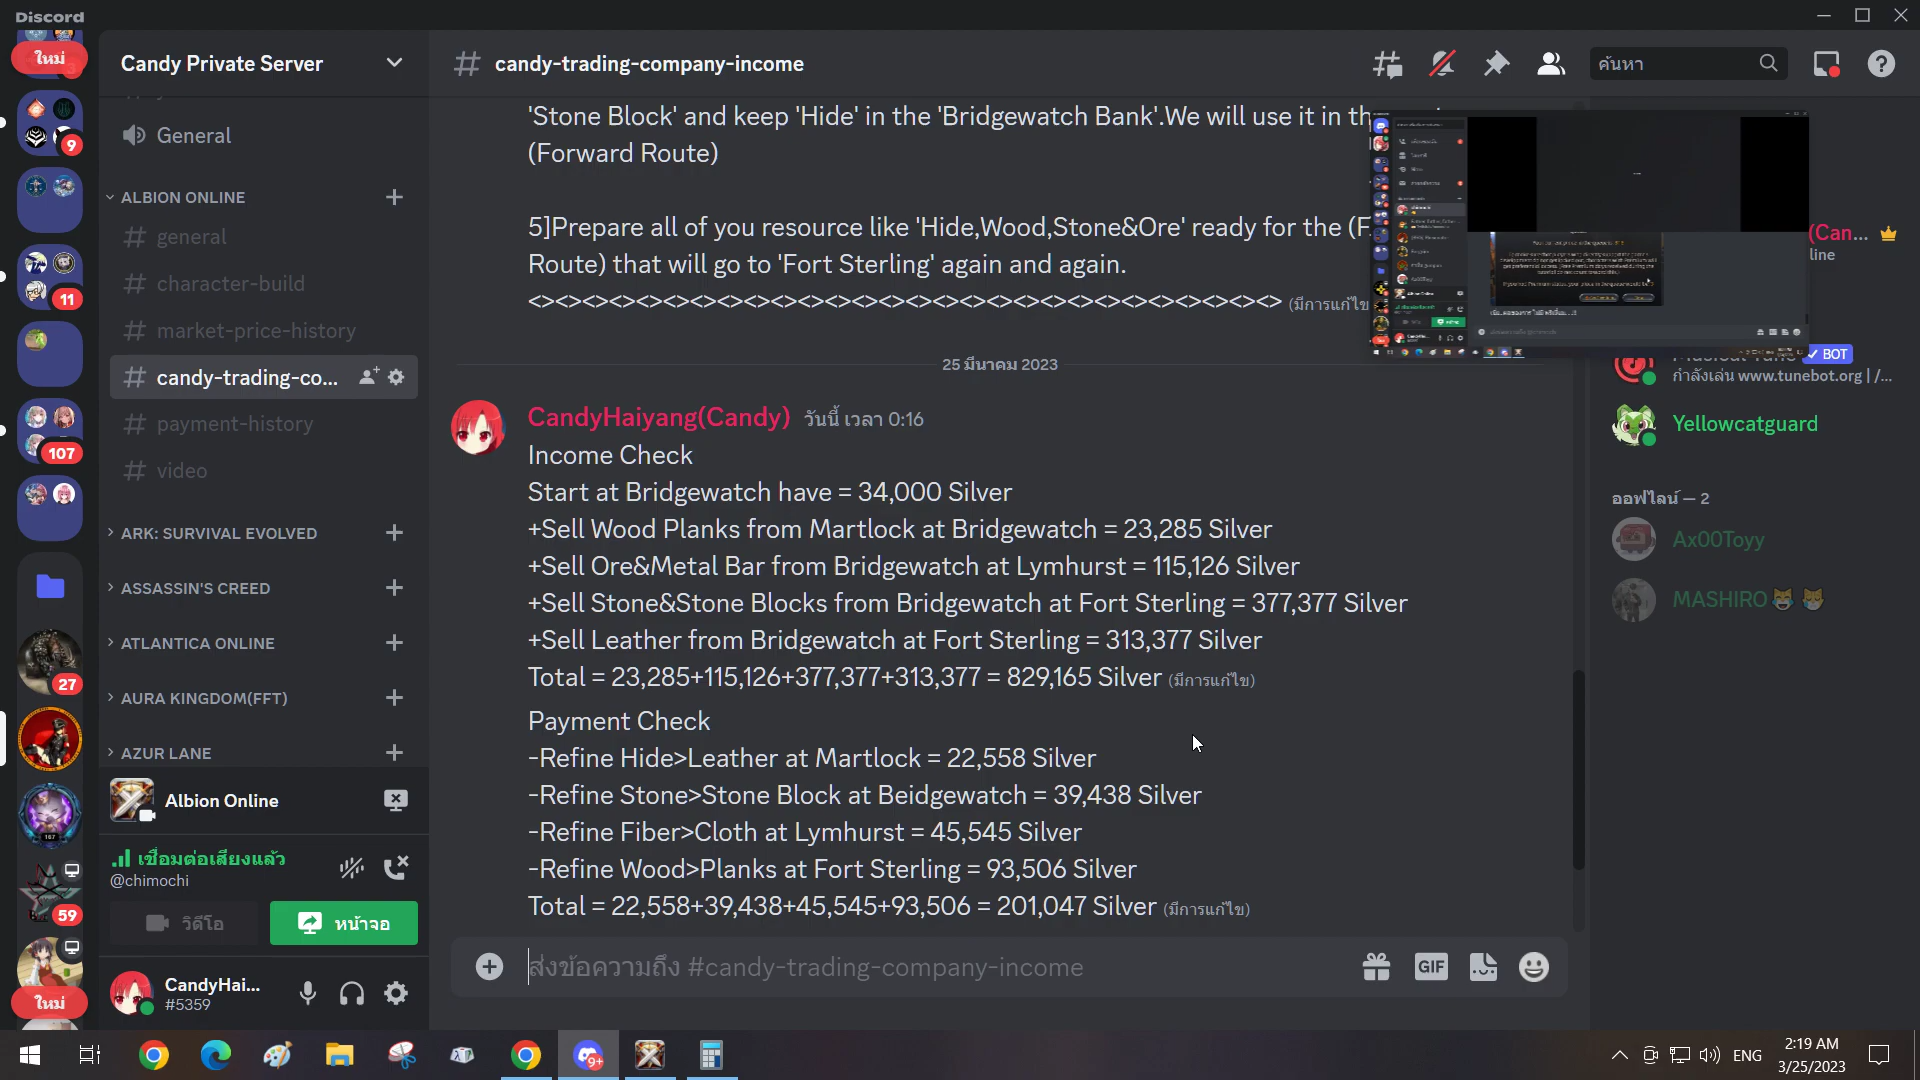 Discord
ใหม่
9
11
107
27
167
59
ใหม่
Candy Private Server
General
ALBION ONLINE
general
character-build
market-price-history
candy-trading-co...
payment-history
video
ARK: SURVIVAL EVOLVED
ASSASSIN'S CREED
ATLANTICA ONLINE
AURA KINGDOM(FFT)
AZUR LANE
Albion Online
เชื่อมต่อเสียงแล้ว
@chimochi
วิดีโอ
หน้าจอ
CandyHai...
#5359
candy-trading-company-income
ค้นหา
'Stone Block' and keep 'Hide' in the 'Bridgewatch Bank'.We will use it in
(Forward Route)
5]Prepare all of you resource like 'Hide,Wood,Stone&Ore' ready for the
Route) that will go to 'Fort Sterling' again and again.
<><><><><><><><><><><><><><><><><><><><><><><><><><><><> (มีการแก้ไข
25 มีนาคม 2023
CandyHaiyang(Candy) วันนี้ เวลา 0:16
Income Check
Start at Bridgewatch have = 34,000 Silver
+Sell Wood Planks from Martlock at Bridgewatch = 23,285 Silver
+Sell Ore&Metal Bar from Bridgewatch at Lymhurst = 115,126 Silver
+Sell Stone&Stone Blocks from Bridgewatch at Fort Sterling = 377,377 Silver
+Sell Leather from Bridgewatch at Fort Sterling = 313,377 Silver
Total = 23,285+115,126+377,377+313,377 = 829,165 Silver (มีการแก้ไข)
Payment Check
-Refine Hide>Leather at Martlock = 22,558 Silver
-Refine Stone>Stone Block at Beidgewatch = 39,438 Silver
-Refine Fiber>Cloth at Lymhurst = 45,545 Silver
-Refine Wood>Planks at Fort Sterling = 93,506 Silver
Total = 22,558+39,438+45,545+93,506 = 201,047 Silver (มีการแก้ไข)
ส่งข้อความถึง #candy-trading-company-income
GIF
(Can...
line
BOT
กำลังเล่น www.tunebot.org | /...
Yellowcatguard
ออฟไลน์ — 2
Ax00Toyy
MASHIRO
9+
ENG
2:19 AM
3/25/2023